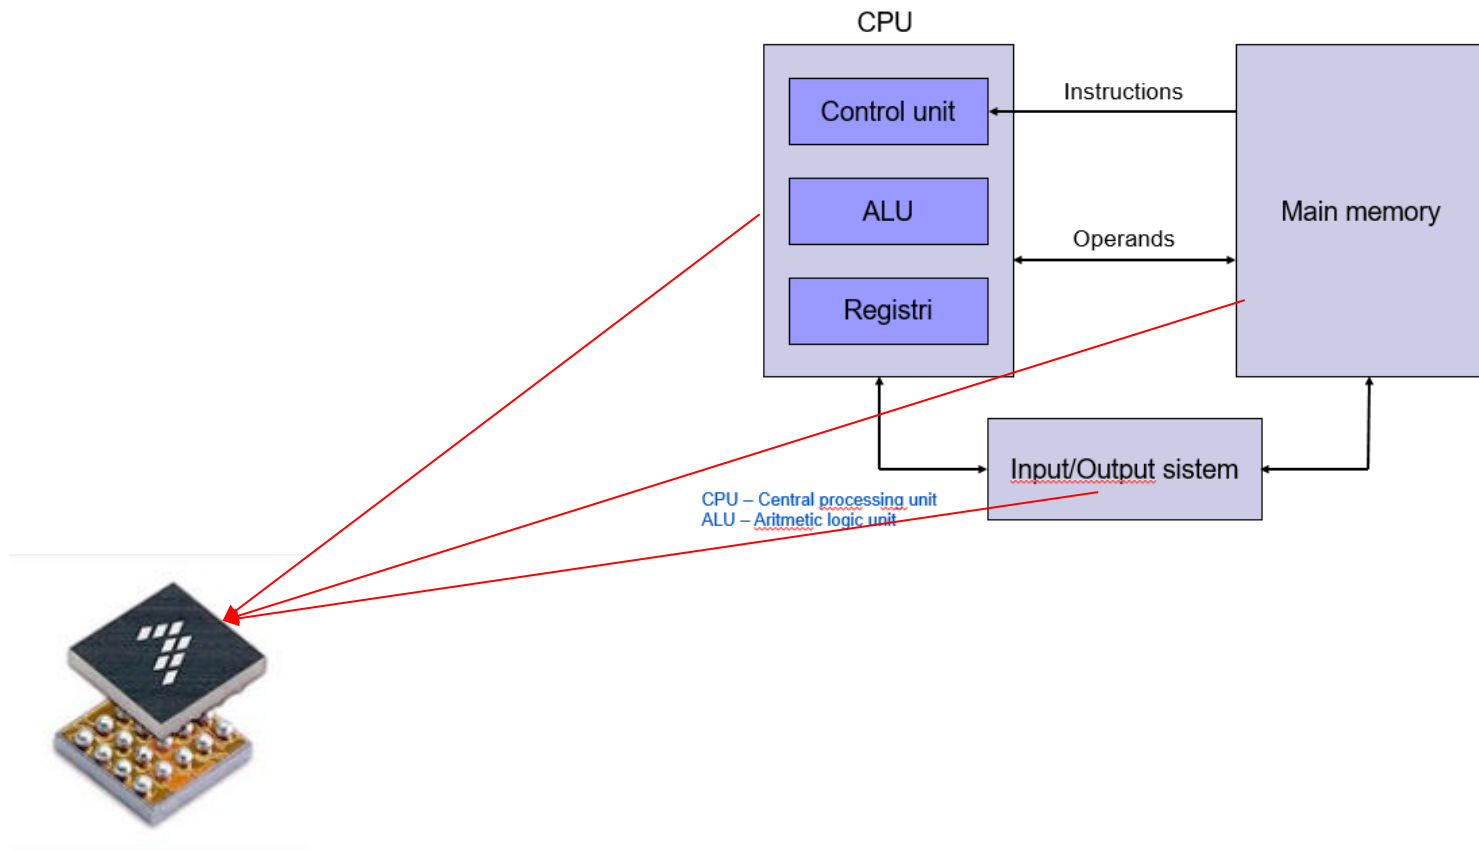 CPU
Control unit
Instructions
ALU
Main memory
Operands
Registri
Input/Output sistem
CPU – Central processing unit
ALU – Aritmetic logic unit